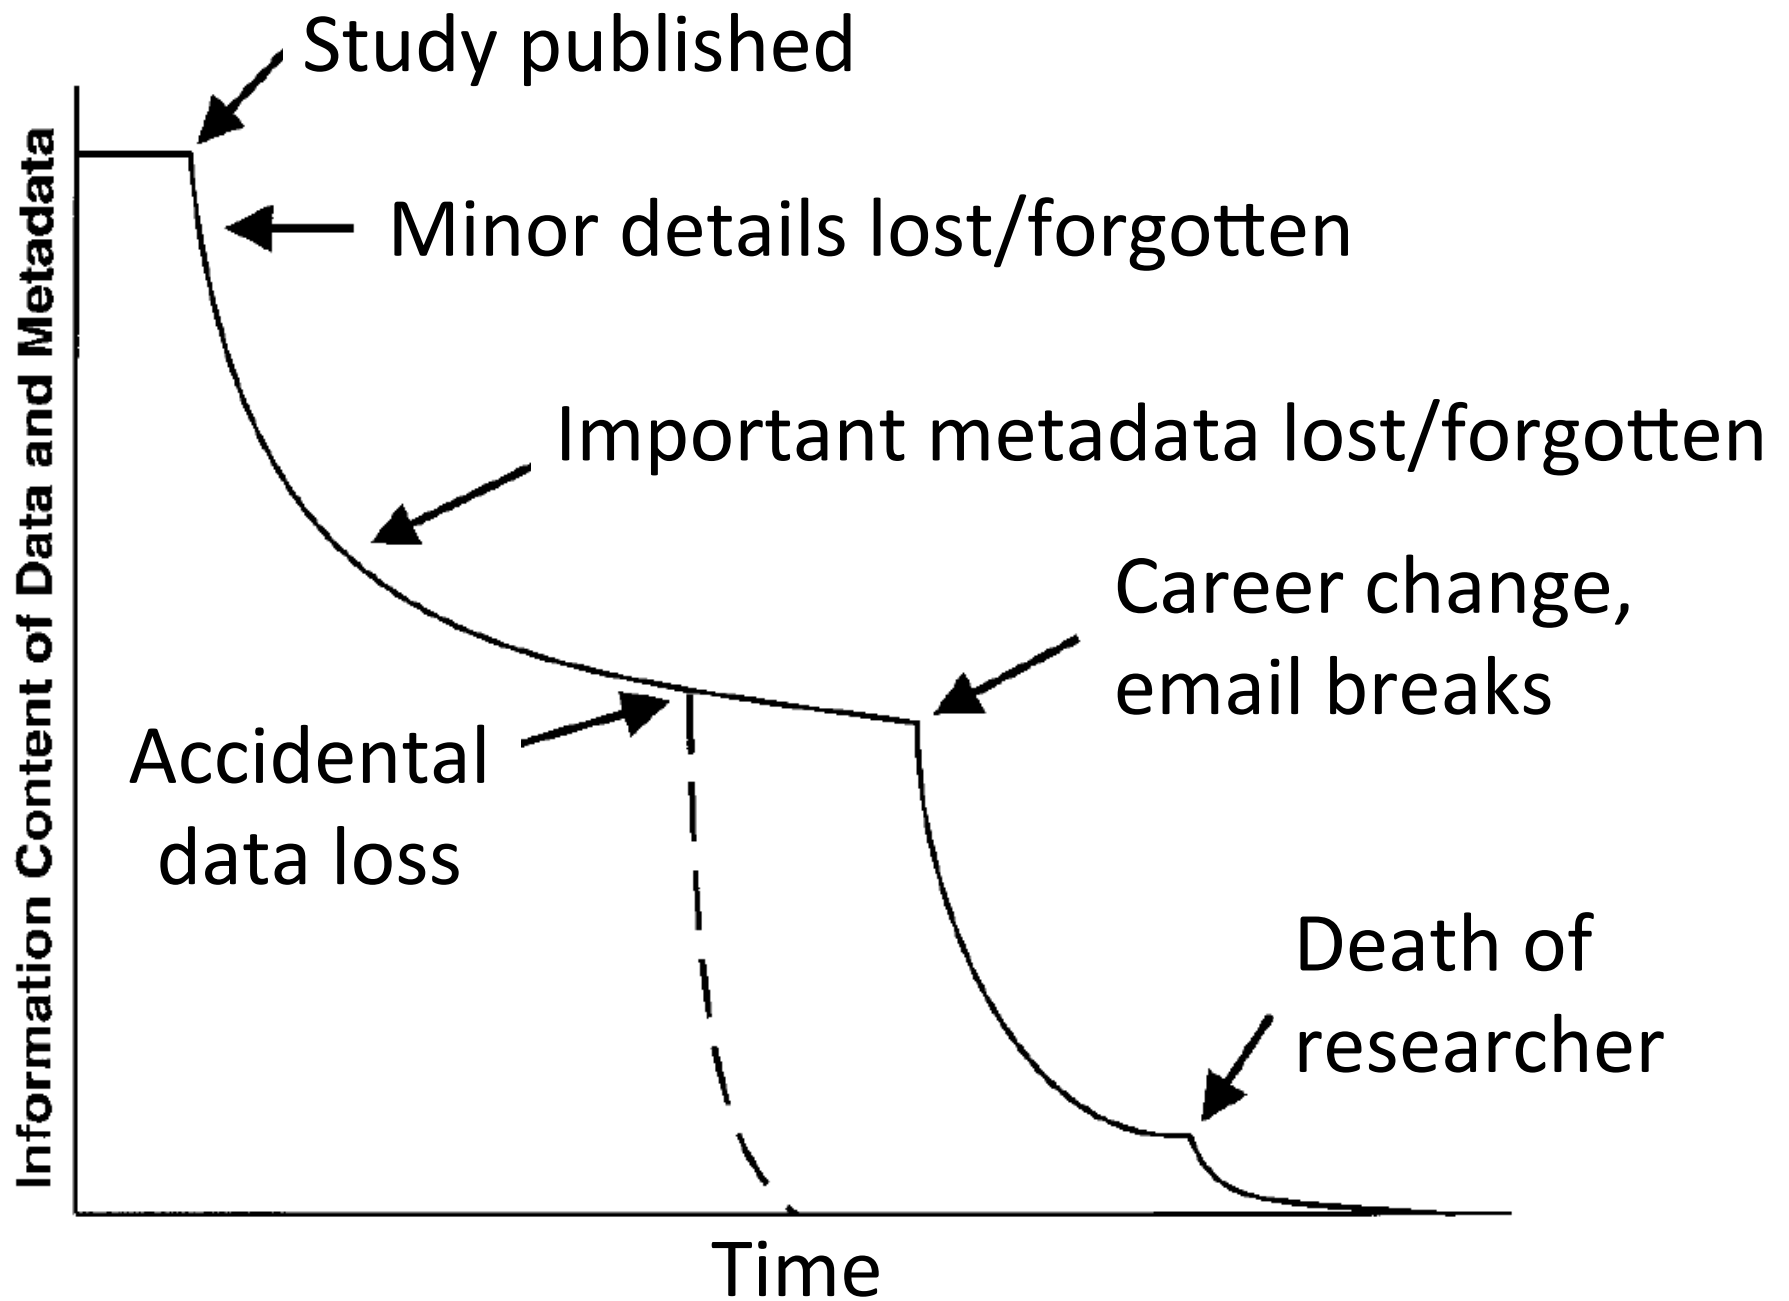 Study published
Minor details lost/forgotten
Important metadata lost/forgotten
Career change,
email breaks
Accidental
data loss
Death of
researcher
Information Content of Data and Metadata
Time